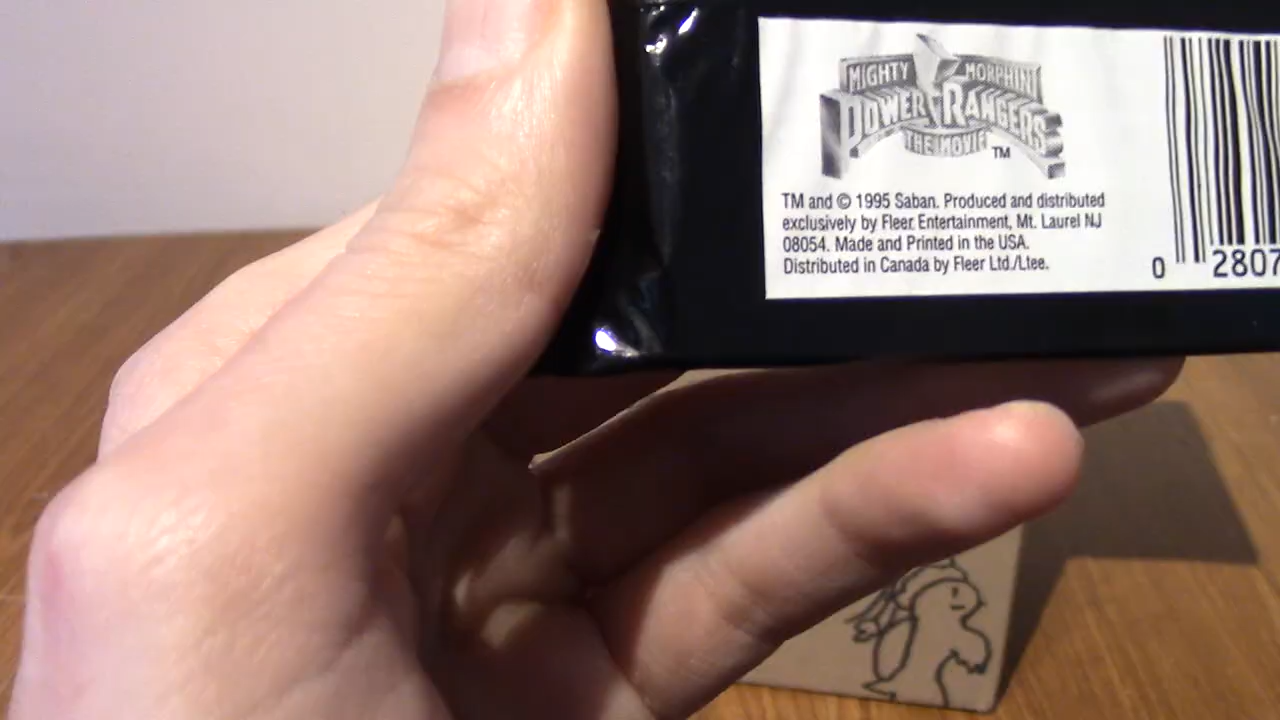 MIGHTY MORPHIN
POWER RANGERS
THE MOVIE TM
TM and © 1995 Saban. Produced and distributed
exclusively by Fleer Entertainment, Mt. Laurel NJ
08054. Made and Printed in the USA.
Distributed in Canada by Fleer Ltd./Ltee.
0 2807